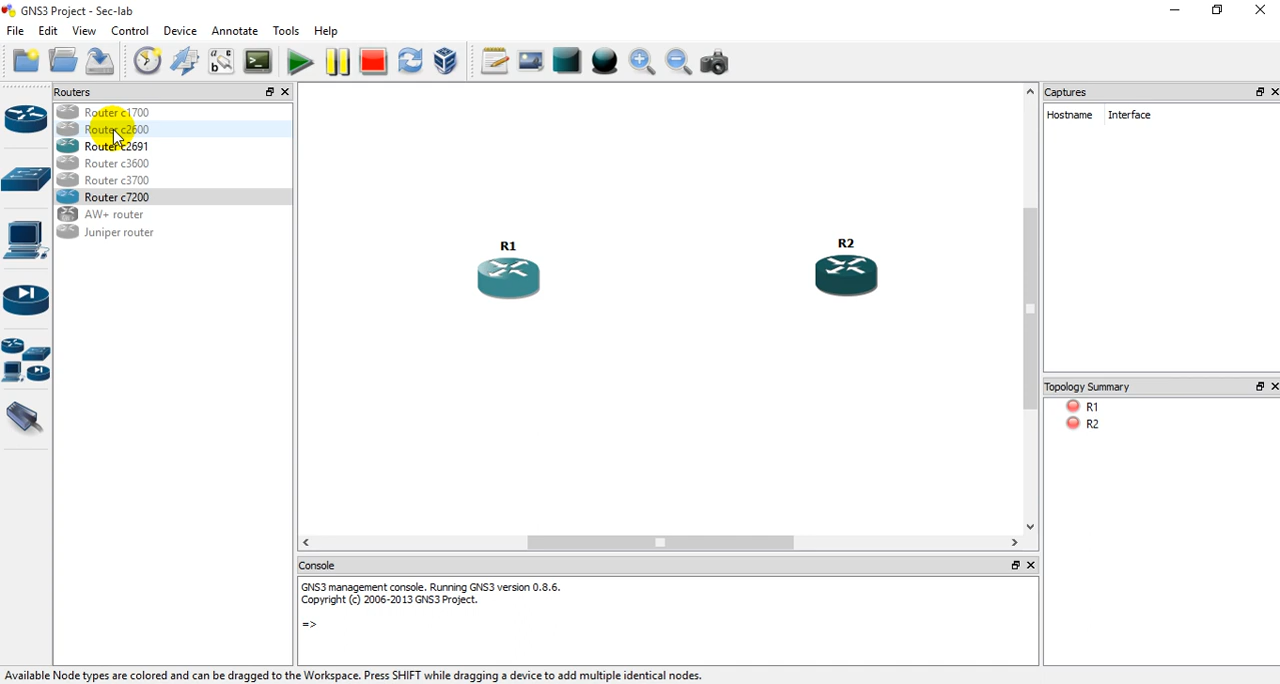 GNS3 Project - Sec-lab
File Edit View Control Device Annotate Tools Help
Routers
Router c1700
Router c2600
Router c2691
Router c3600
Router c3700
Router c7200
AW+ router
Juniper router
R1
R2
Console
GNS3 management console. Running GNS3 version 0.8.6.
Copyright (c) 2006-2013 GNS3 Project.
=>
Captures
Hostname Interface
Topology Summary
R1
R2
Available Node types are colored and can be dragged to the Workspace. Press SHIFT while dragging a device to add multiple identical nodes.